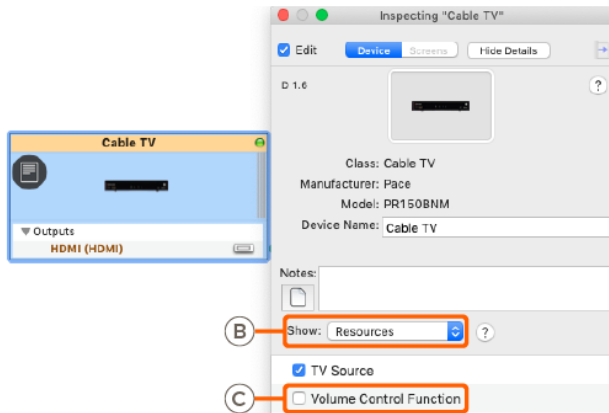 Inspecting "Cable TV"
Edit
Device
Screens
Hide Details
D 1.6
?
Cable TV
Class: Cable TV
Manufacturer: Pace
Model: PR150BNM
Device Name: Cable TV
Outputs
HDMI (HDMI)
Notes:
B
Show: Resources
?
TV Source
C
Volume Control Function